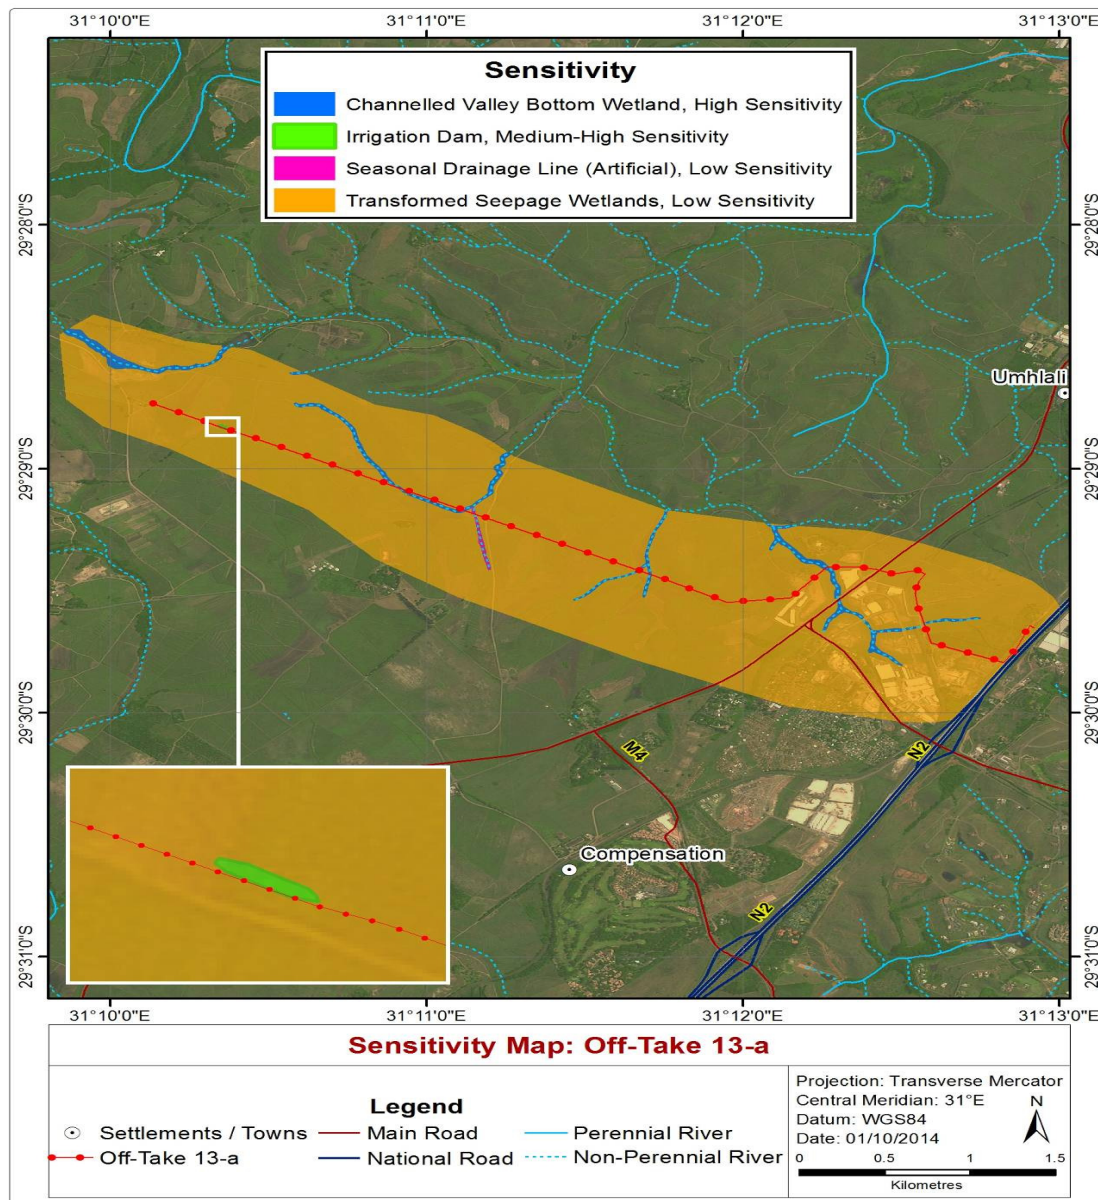 31°10'0"E 31°11'0"E 31°12'0"E 31°13'0"E
Sensitivity
Channelled Valley Bottom Wetland, High Sensitivity
Irrigation Dam, Medium-High Sensitivity
Seasonal Drainage Line (Artificial), Low Sensitivity
Transformed Seepage Wetlands, Low Sensitivity
29°28'0"S 29°28'0"S
Umhlali
29°29'0"S 29°29'0"S
29°30'0"S 29°30'0"S
M4
N2
Compensation
N2
29°31'0"S 29°31'0"S
31°10'0"E 31°11'0"E 31°12'0"E 31°13'0"E
Sensitivity Map: Off-Take 13-a
Legend
Settlements / Towns Main Road Perennial River
Off-Take 13-a National Road Non-Perennial River
Projection: Transverse Mercator
Central Meridian: 31°E
Datum: WGS84
Date: 01/10/2014
N
0 0.5 1 1.5
Kilometres